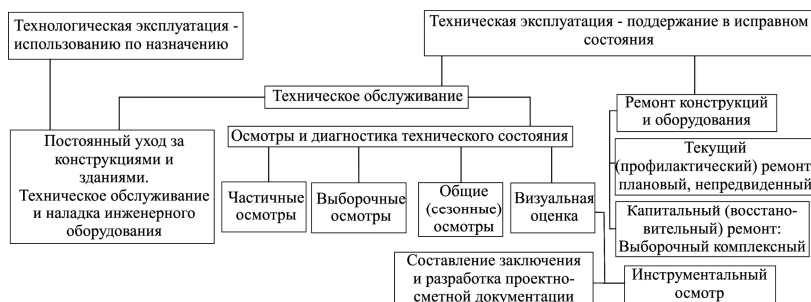 Технологическая эксплуатация -
использованию по назначению
Техническая эксплуатация - поддержание в исправном
состояния
Техническое обслуживание
Ремонт конструкций
и оборудования
Постоянный уход за
конструкциями и
зданиями.
Техническое обслуживание
и наладка инженерного
оборудования
Осмотры и диагностика технического состояния
Текущий
(профилактический) ремонт
плановый, непредвиденный
Частичные
осмотры
Выборочные
осмотры
Общие
(сезонные)
осмотры
Визуальная
оценка
Капитальный (восстано-
вительный) ремонт:
Выборочный комплексный
Составление заключения
и разработка проектно-
сметной документации
Инструментальный
осмотр